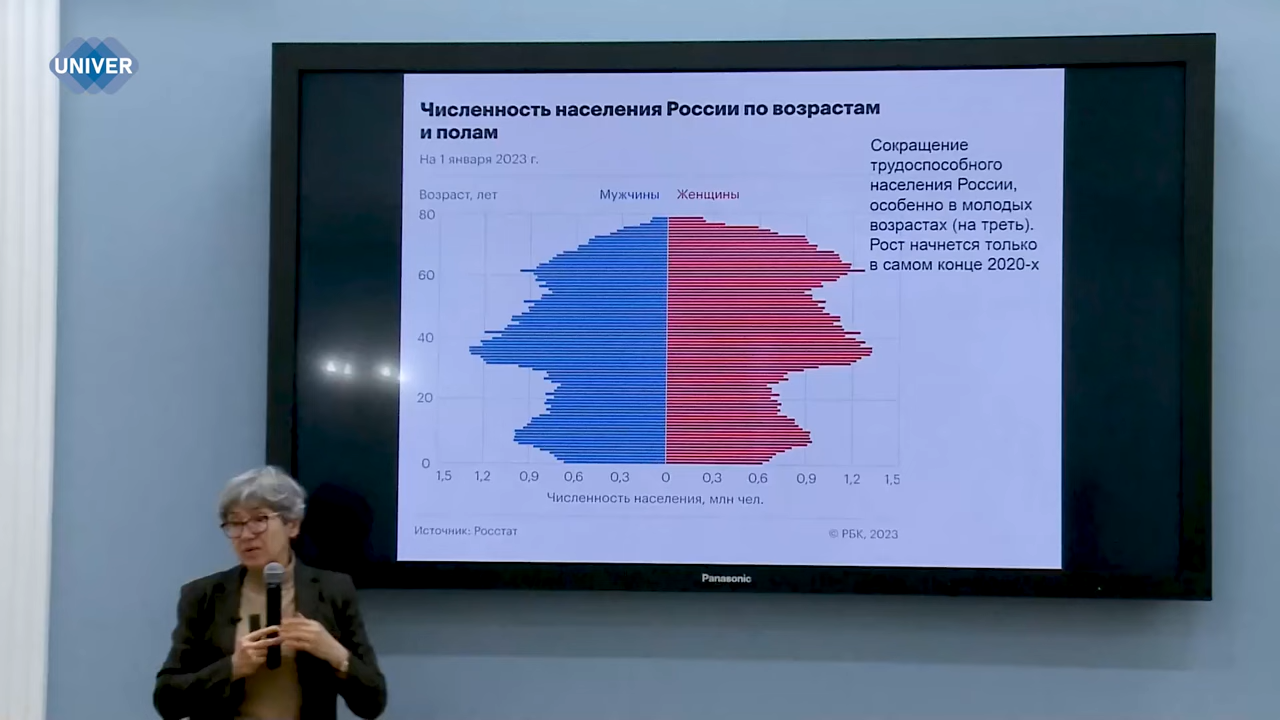 UNIVER
Численность населения России по возрастам
и полам
На 1 января 2023 г.
Возраст, лет
Мужчины
Женщины
Сокращение
трудоспособного
населения России,
особенно в молодых
возрастах (на треть).
Рост начнется только
в самом конце 2020-х
80
60
40
20
0
1,5 1,2 0,9 0,6 0,3 0 0,3 0,6 0,9 1,2 1,5
Численность населения, млн чел.
Источник: Росстат
© РБК, 2023
Panasonic